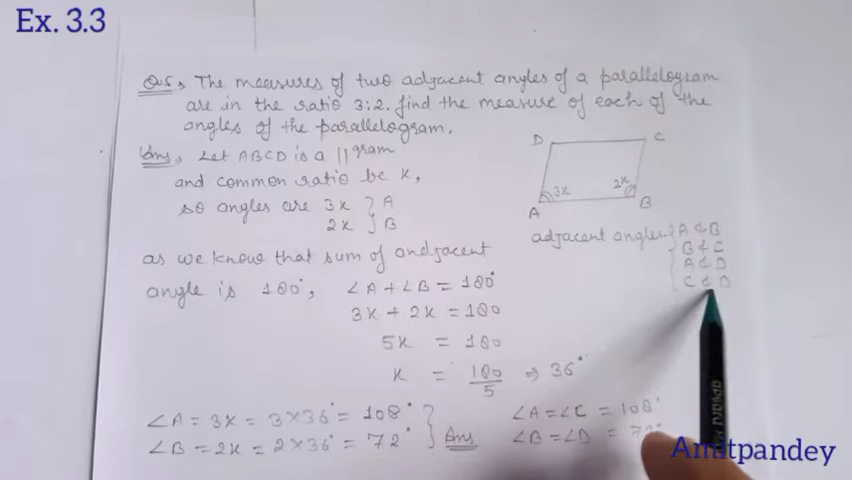 Ex. 3.3
Qus, The measures of two adjacent angles of a parallelogram
are in the ratio 3:2. find the measure of each of the
angles of the parallelogram.
Ans, Let ABCD is a ||gram
and common ratio be x,
so angles are 3x } A
2x } B
D C
3x 2x
A B
adjacent angles { A & B
B & C
A & D
C & D
as we know that sum of andjacent
angle is 180°, ∠A + ∠B = 180°
3x + 2x = 180
5x = 180
x = 180/5 ⇒ 36°
∠A = 3x = 3×36° = 108°
∠B = 2x = 2×36° = 72° } Ans
∠A = ∠C = 108°
∠B = ∠D = 72°
Amitpandey